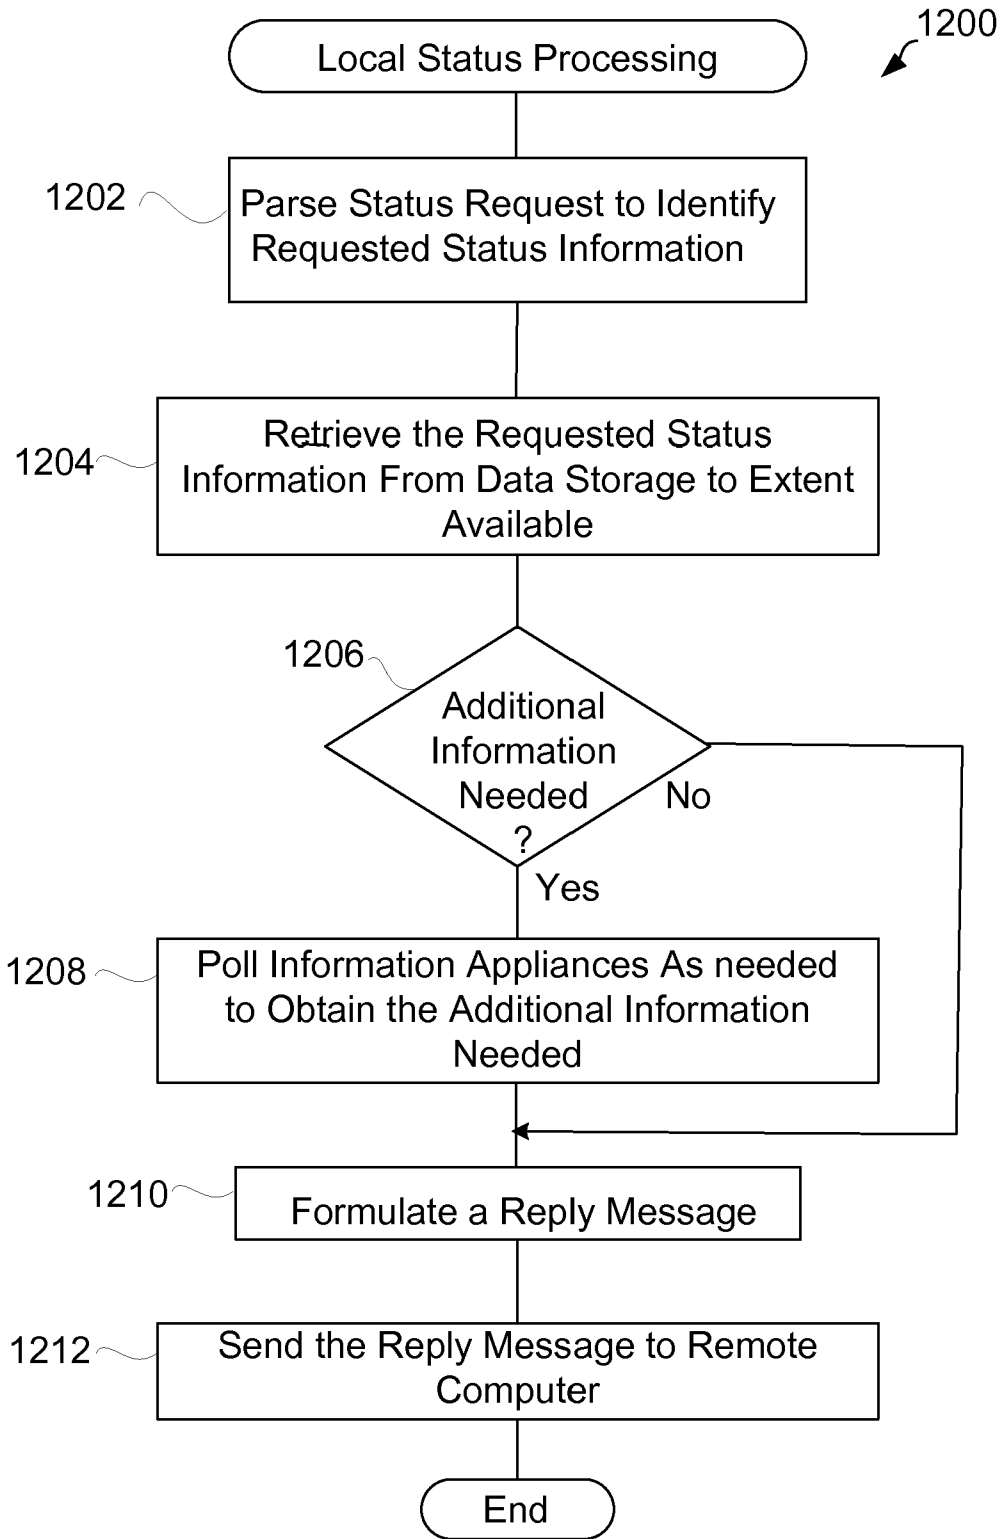 1200
Local Status Processing
1202
Parse Status Request to Identify
Requested Status Information
1204
Retrieve the Requested Status
Information From Data Storage to Extent
Available
1206
Additional
Information
Needed
?
No
Yes
1208
Poll Information Appliances As needed
to Obtain the Additional Information
Needed
1210
Formulate a Reply Message
1212
Send the Reply Message to Remote
Computer
End